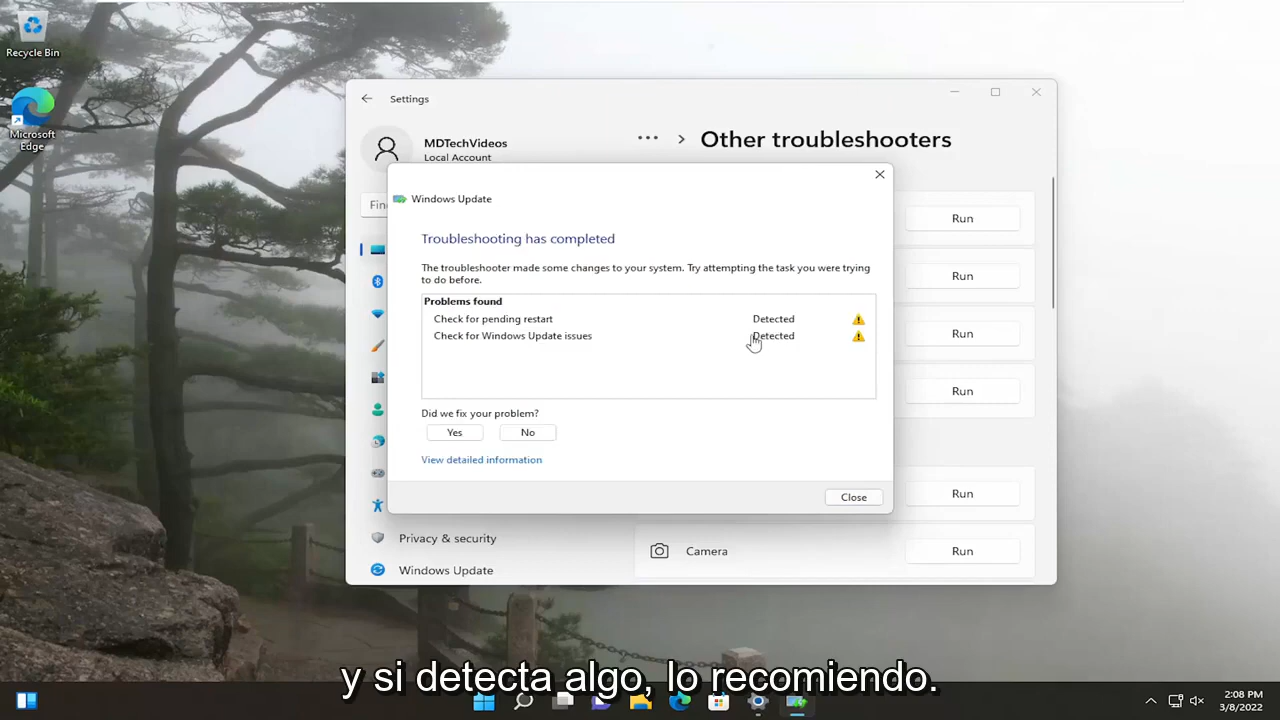 Recycle Bin
Microsoft
Edge
Settings
MDTechVideos
Local Account
Other troubleshooters
Windows Update
Troubleshooting has completed
The troubleshooter made some changes to your system. Try attempting the task you were trying
to do before.
Problems found
Check for pending restart Detected
Check for Windows Update issues Detected
Did we fix your problem?
Yes No
View detailed information
Close
Run
Run
Run
Run
Run
Privacy & security
Camera Run
Windows Update
y si detecta algo, lo recomiendo.
2:08 PM
3/8/2022